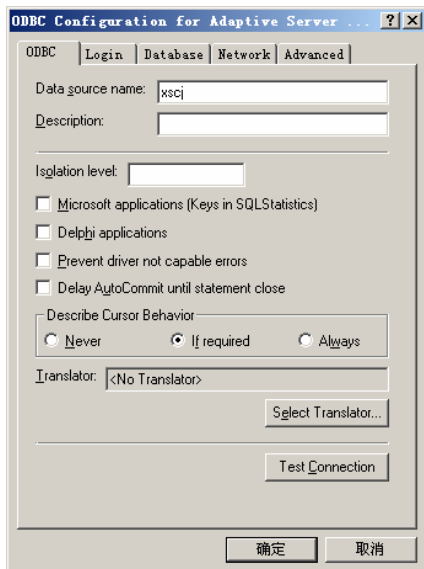 ODBC Configuration for Adaptive Server ...
ODBC Login Database Network Advanced
Data source name: xscj
Description:
Isolation level:
Microsoft applications (Keys in SQLStatistics)
Delphi applications
Prevent driver not capable errors
Delay AutoCommit until statement close
Describe Cursor Behavior
Never If required Always
Translator: <No Translator>
Select Translator...
Test Connection
确定 取消